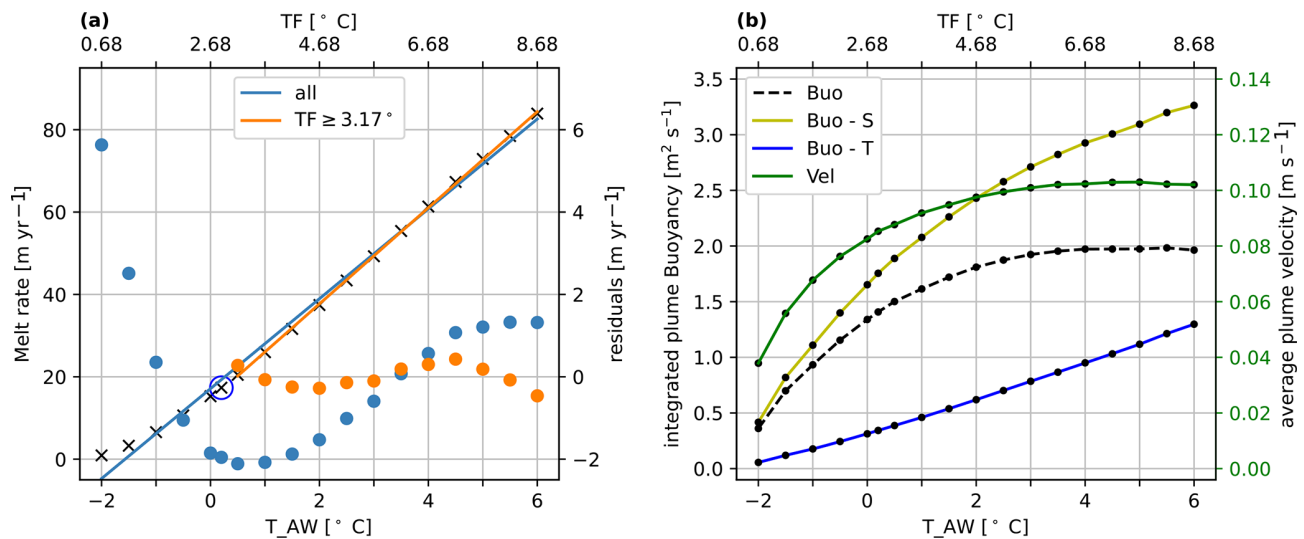 (a)
TF [° C]
0.68 2.68 4.68 6.68 8.68
all
TF ≥ 3.17°
Melt rate [m yr−1]
80
60
40
20
0
residuals [m yr−1]
6
4
2
0
−2
−2 0 2 4 6
T_AW [° C]
(b)
TF [° C]
0.68 2.68 4.68 6.68 8.68
Buo
Buo - S
Buo - T
Vel
integrated plume Buoyancy [m² s⁻¹]
3.5
3.0
2.5
2.0
1.5
1.0
0.5
0.0
average plume velocity [m s⁻¹]
0.14
0.12
0.10
0.08
0.06
0.04
0.02
0.00
−2 0 2 4 6
T_AW [° C]